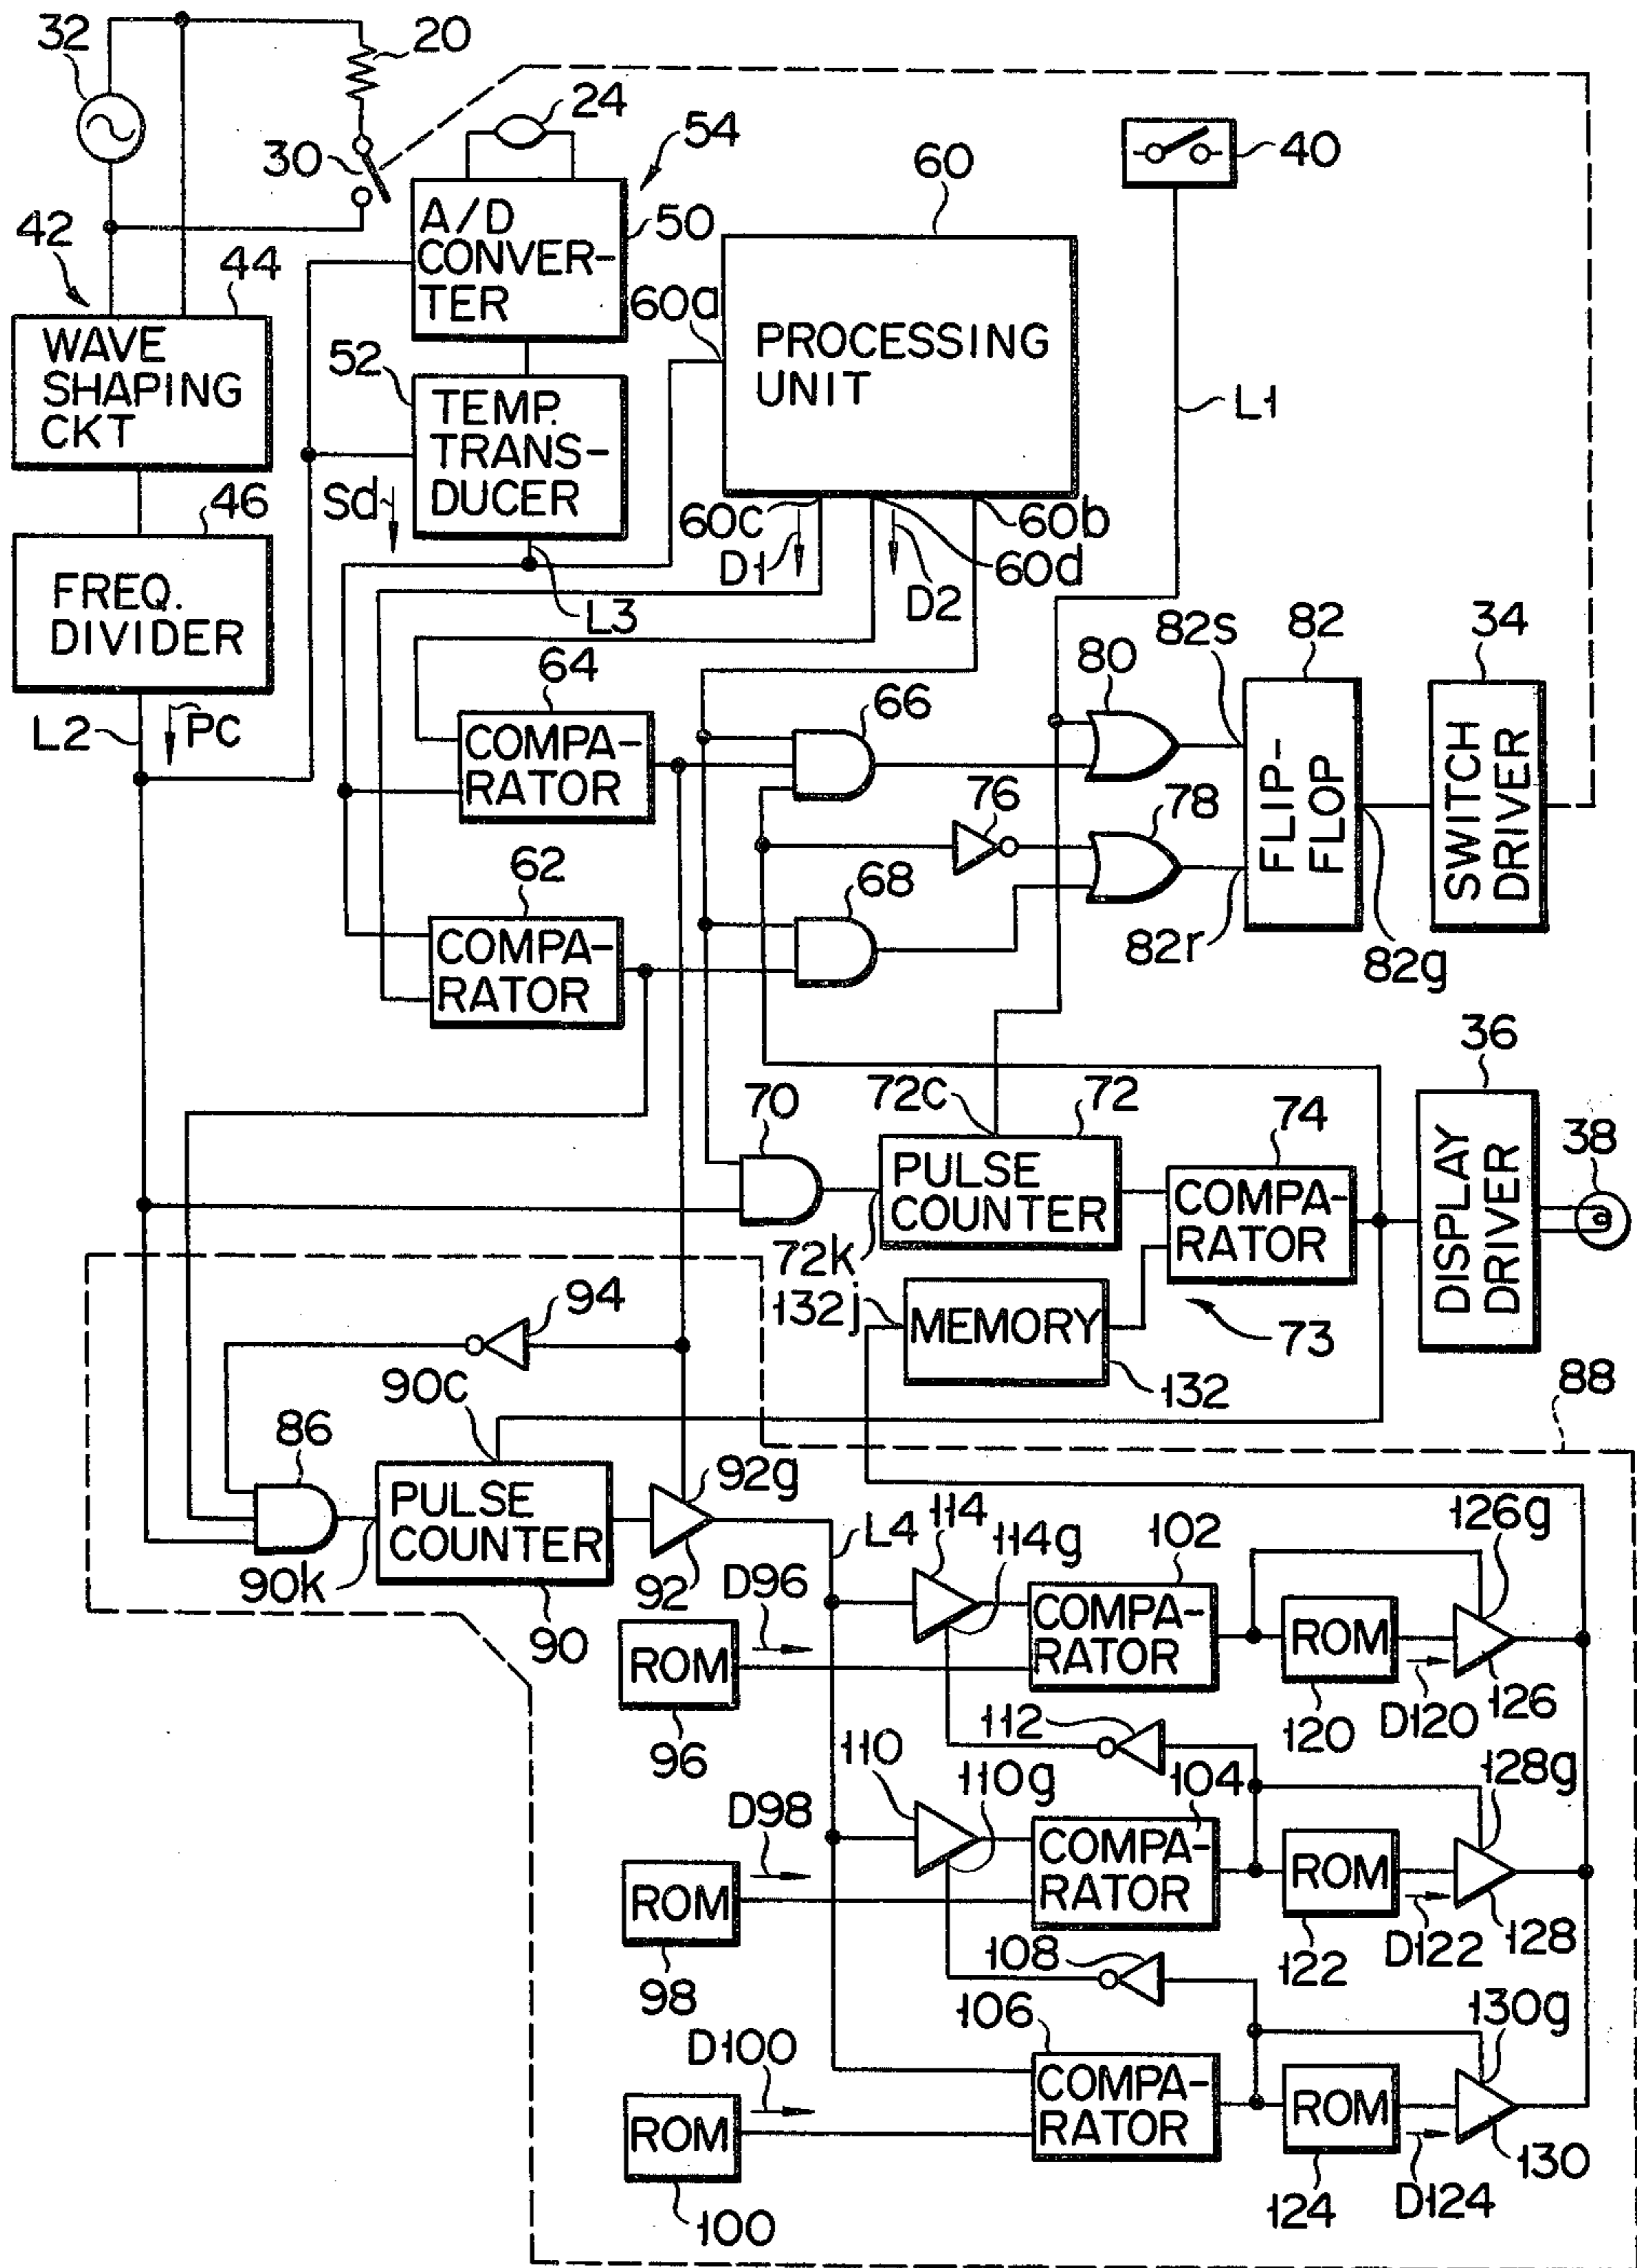 32
20
24
54
30
40
60
42
44
A/D
CONVER-
TER
50
60a
PROCESSING
UNIT
WAVE
SHAPING
CKT
52
TEMP.
TRANS-
DUCER
L1
Sd
46
60c
60b
D1
60d
D2
FREQ.
DIVIDER
L3
82s
82
34
64
80
66
L2
Pc
COMPA-
RATOR
76
78
FLIP-
FLOP
SWITCH
DRIVER
62
68
COMPA-
RATOR
82r
82g
36
70
72c
72
74
38
PULSE
COUNTER
COMPA-
RATOR
DISPLAY
DRIVER
72k
94
132j
MEMORY
73
90c
132
88
86
92g
PULSE
COUNTER
L4
114
114g
102
126g
90k
92
D96
COMPA-
RATOR
90
ROM
ROM
126
112
D120
96
110
120
110g
104
128g
D98
COMPA-
RATOR
ROM
ROM
108
D122
128
98
122
106
130g
D100
COMPA-
RATOR
ROM
ROM
130
124
D124
100